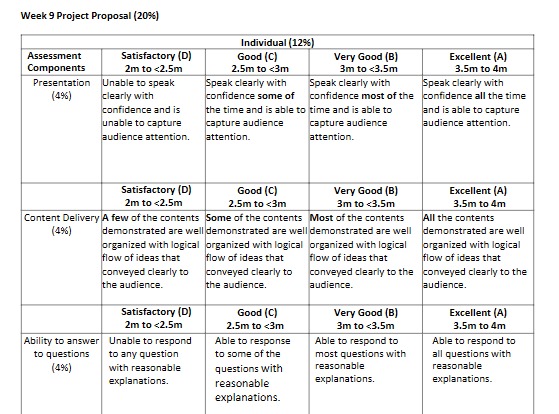 Week 9 Project Proposal (20%)
Individual (12%)
Assessment Components Satisfactory (D) 2m to <2.5m Good (C) 2.5m to <3m Very Good (B) 3m to <3.5m Excellent (A) 3.5m to 4m
Presentation (4%)
Unable to speak
clearly with
confidence and is
unable to capture
audience attention.
Speak clearly with
confidence some of
the time and is able to
capture audience
attention.
Speak clearly with
confidence most of the
time and is able to
capture audience
attention.
Speak clearly with
confidence all the time
and is able to capture
audience attention.
Satisfactory (D) 2m to <2.5m Good (C) 2.5m to <3m Very Good (B) 3m to <3.5m Excellent (A) 3.5m to 4m
Content Delivery (4%)
A few of the contents
demonstrated are well
organized with logical
flow of ideas that
conveyed clearly to
the audience.
Some of the contents
demonstrated are well
organized with logical
flow of ideas that
conveyed clearly to
the audience.
Most of the contents
demonstrated are well
organized with logical
flow of ideas that
conveyed clearly to the
audience.
All the contents
demonstrated are well
organized with logical
flow of ideas that
conveyed clearly to the
audience.
Satisfactory (D) 2m to <2.5m Good (C) 2.5m to <3m Very Good (B) 3m to <3.5m Excellent (A) 3.5m to 4m
Ability to answer to questions (4%)
Unable to respond
to any question
with reasonable
explanations.
Able to response
to some of the
questions with
reasonable
explanations.
Able to respond to
most questions with
reasonable
explanations.
Able to respond to
all questions with
reasonable
explanations.